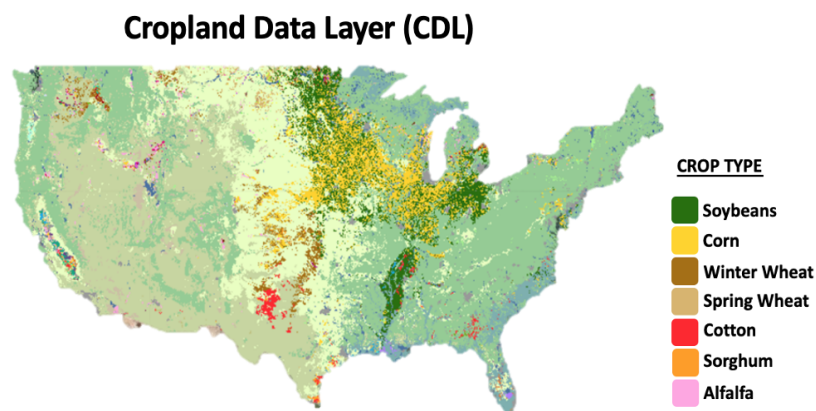 Cropland Data Layer (CDL)
CROP TYPE
Soybeans
Corn
Winter Wheat
Spring Wheat
Cotton
Sorghum
Alfalfa